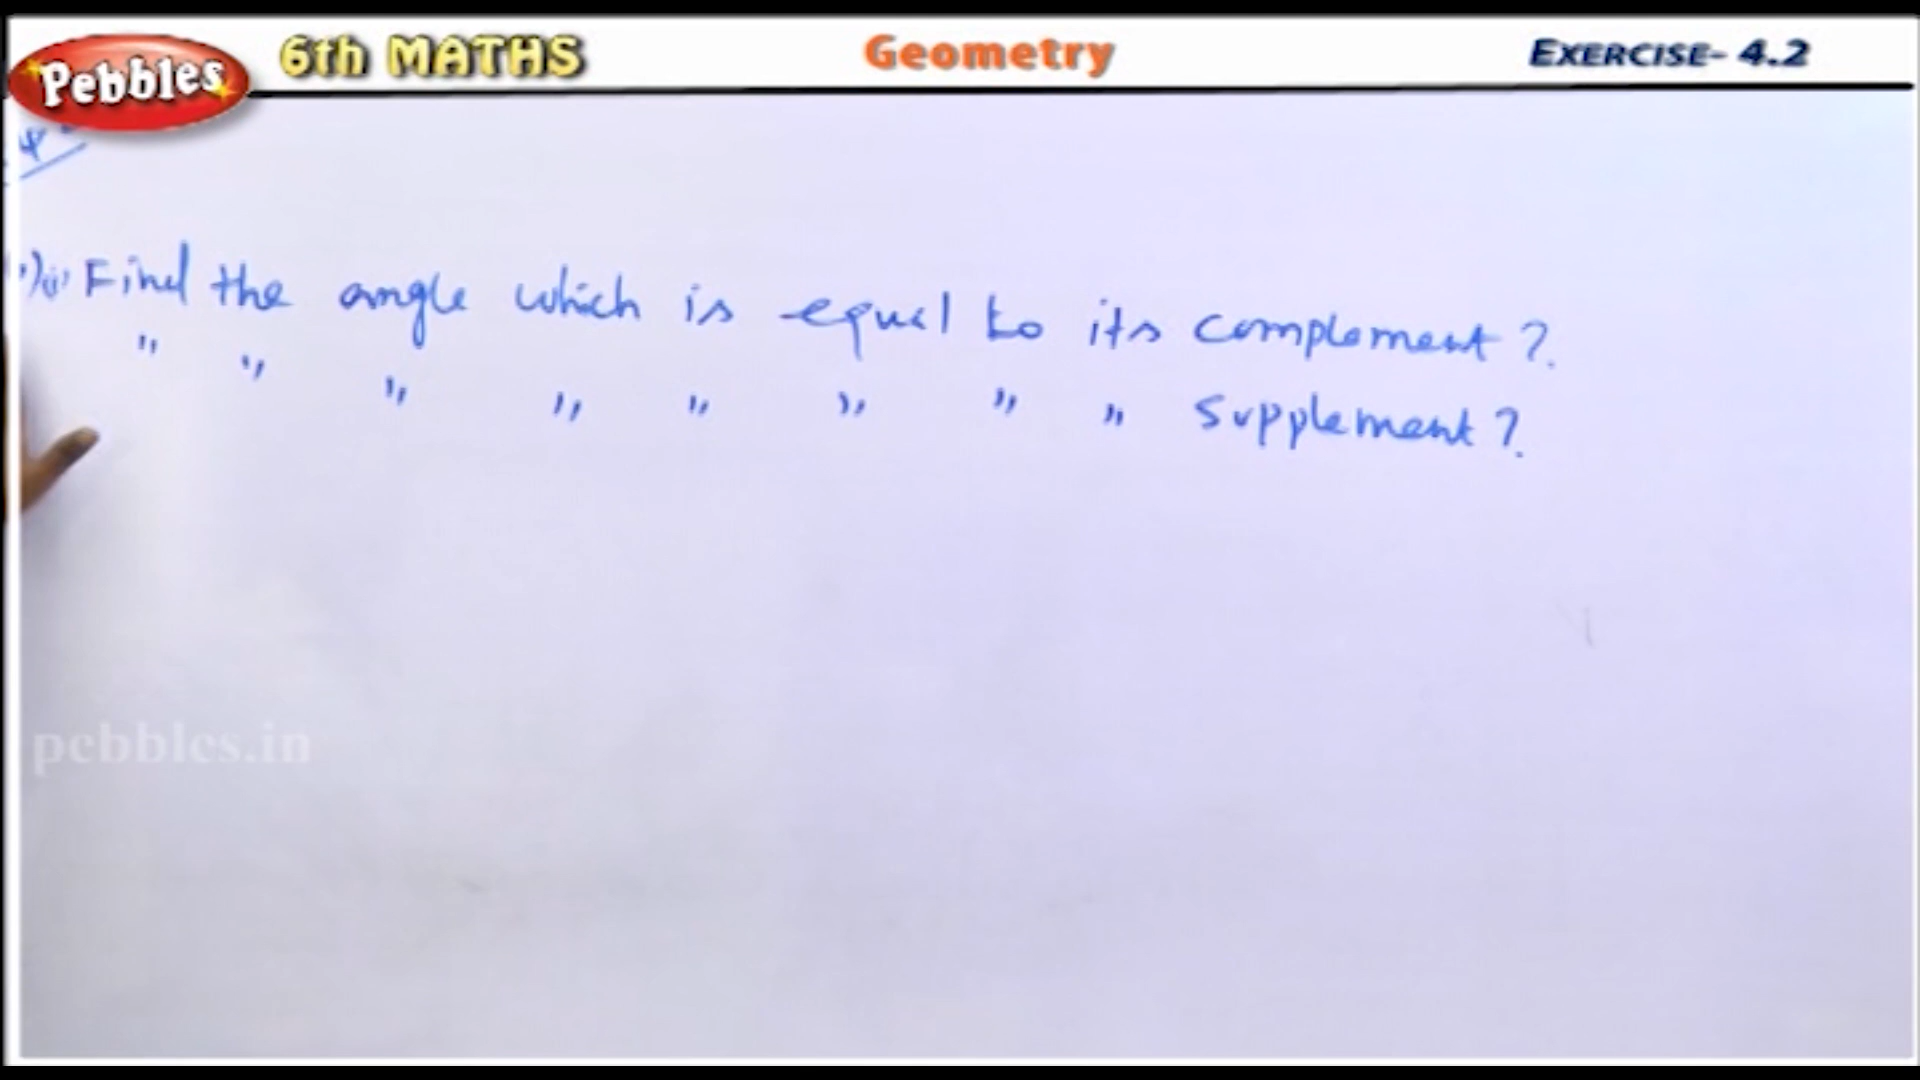 Pebbles 6th MATHS Geometry EXERCISE- 4.2
Find the angle which is equal to its complement?
" " " " " " " " Supplement?
pebbles.in